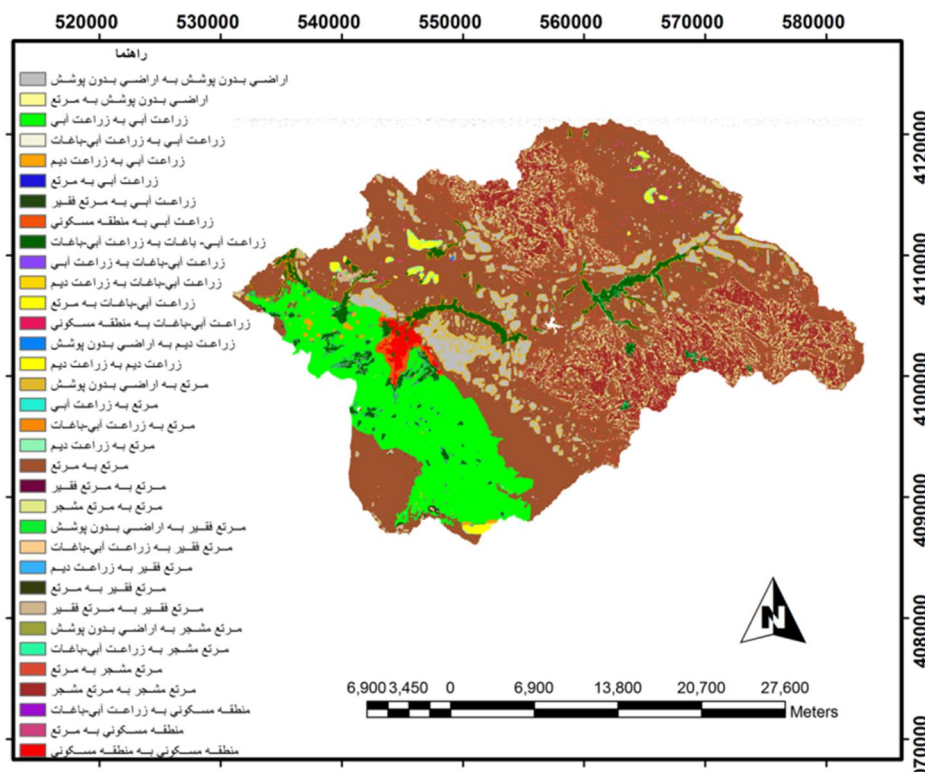 520000 530000 540000 550000 560000 570000 580000
راهنما
اراضی بدون پوشش به اراضی بدون پوشش
اراضی بدون پوشش به مرتع
زراعت آبی به زراعت آبی
زراعت آبی به زراعت آبی-باغات
زراعت آبی به زراعت دیم
زراعت آبی به مرتع
زراعت آبی به مرتع فقیر
زراعت آبی به منطقه مسکونی
زراعت آبی- باغات به زراعت آبی-باغات
زراعت آبی-باغات به زراعت آبی
زراعت آبی-باغات به زراعت دیم
زراعت آبی-باغات به مرتع
زراعت آبی-باغات به منطقه مسکونی
زراعت دیم به اراضی بدون پوشش
زراعت دیم به زراعت دیم
مرتع به اراضی بدون پوشش
مرتع به زراعت آبی
مرتع به زراعت آبی-باغات
مرتع به زراعت دیم
مرتع به مرتع
مرتع به مرتع فقیر
مرتع به مرتع مشجر
مرتع فقیر به اراضی بدون پوشش
مرتع فقیر به زراعت آبی-باغات
مرتع فقیر به زراعت دیم
مرتع فقیر به مرتع
مرتع فقیر به مرتع فقیر
مرتع مشجر به اراضی بدون پوشش
مرتع مشجر به زراعت آبی-باغات
مرتع مشجر به مرتع
مرتع مشجر به مرتع مشجر
منطقه مسکونی به زراعت آبی-باغات
منطقه مسکونی به مرتع
منطقه مسکونی به منطقه مسکونی
4120000
4110000
4100000
4090000
4080000
070000
N
6,900 3,450 0 6,900 13,800 20,700 27,600
Meters